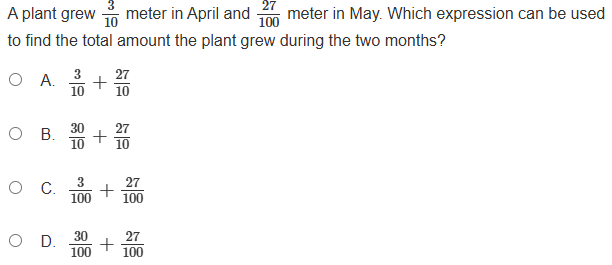 A plant grew 3/10 meter in April and 27/100 meter in May. Which expression can be used
to find the total amount the plant grew during the two months?
A. 3/10 + 27/10
B. 30/10 + 27/10
C. 3/100 + 27/100
D. 30/100 + 27/100